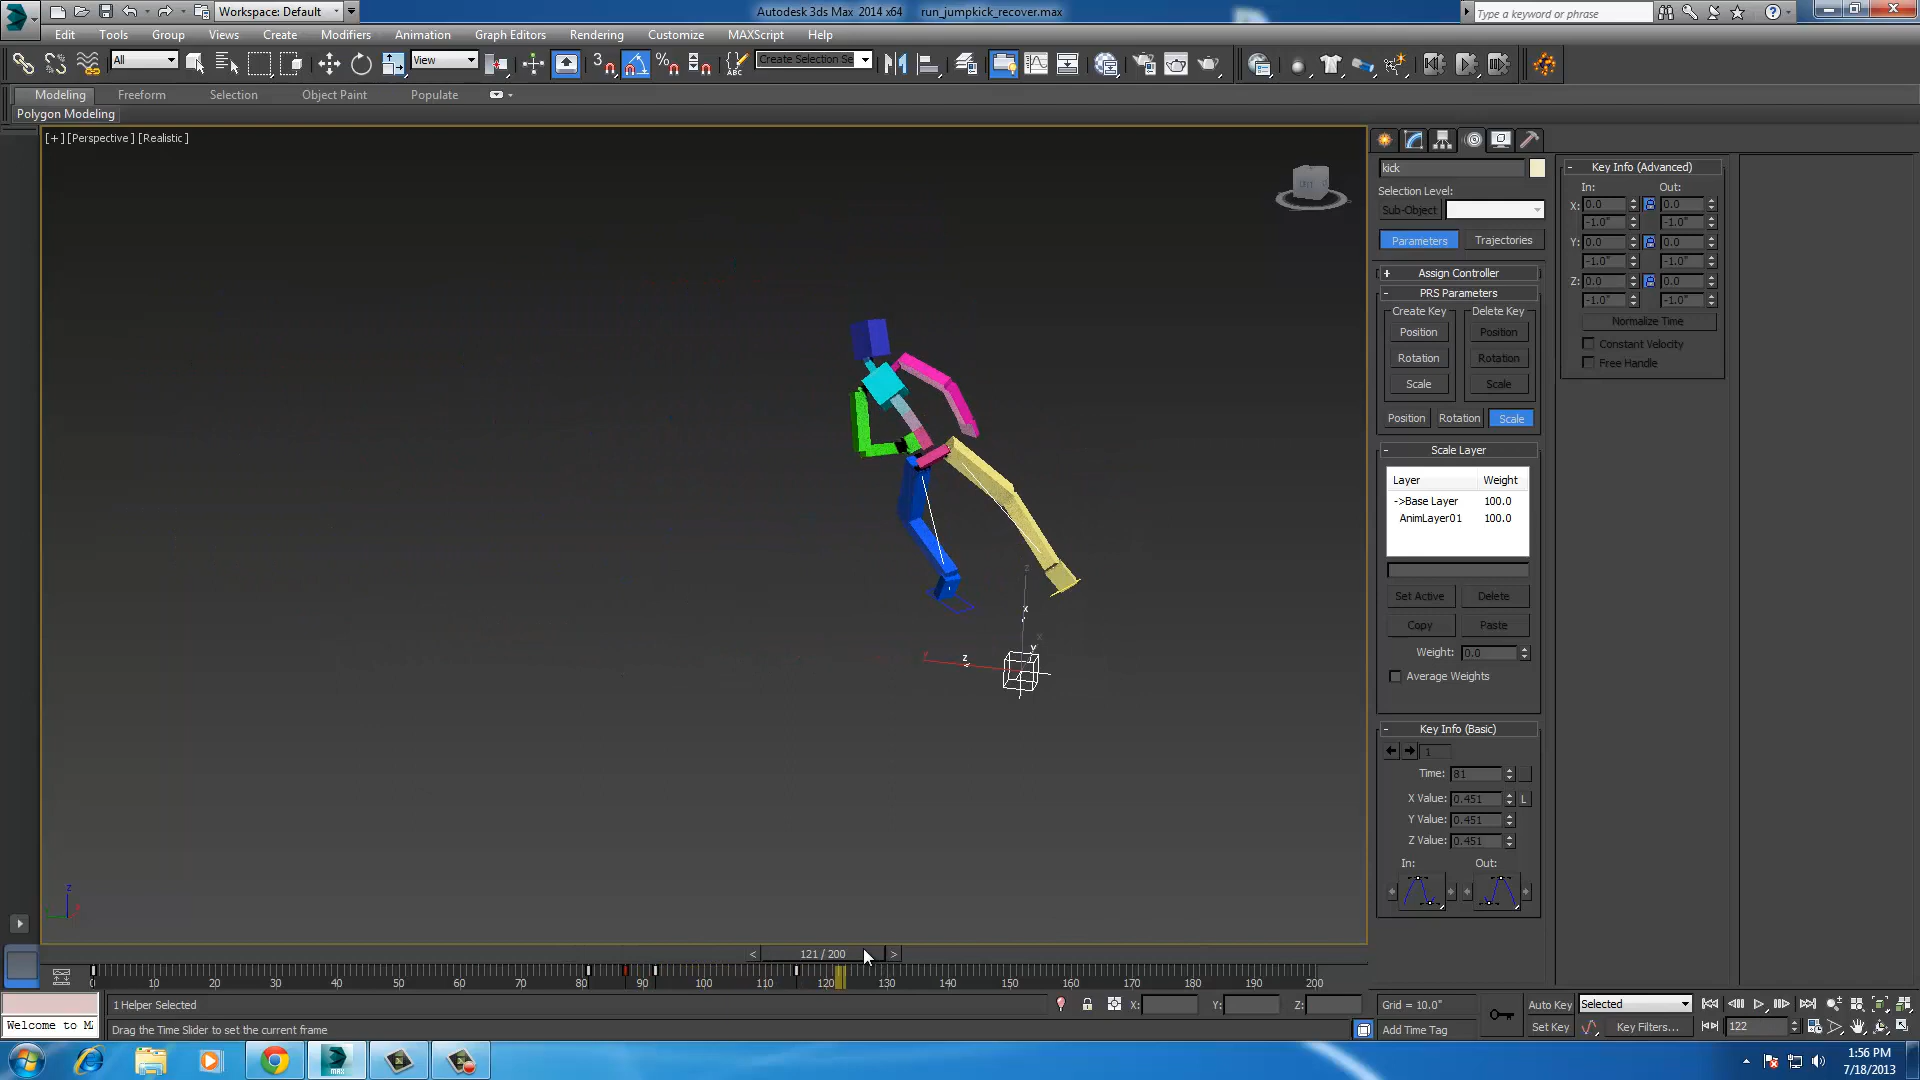 Workspace: Default
Autodesk 3ds Max 2014 x64 run_jumpkick_recover.max
Type a keyword or phrase
Edit Tools Group Views Create Modifiers Animation Graph Editors Rendering Customize MAXScript Help
All
View
3
Create Selection Se
Modeling Freeform Selection Object Paint Populate
Polygon Modeling
[+] [Perspective] [Realistic]
kick
Selection Level:
Sub-Object
Parameters Trajectories
+ Assign Controller
- PRS Parameters
Create Key Delete Key
Position Position
Rotation Rotation
Scale Scale
Position Rotation Scale
- Scale Layer
Layer Weight
->Base Layer 100.0
AnimLayer01 100.0
Set Active Delete
Copy Paste
Weight: 0.0
Average Weights
- Key Info (Basic)
1
Time: 81
X Value: 0.451 L
Y Value: 0.451
Z Value: 0.451
In: Out:
- Key Info (Advanced)
In: Out:
X: 0.0 0.0
-1.0" -1.0"
Y: 0.0 0.0
-1.0" -1.0"
Z: 0.0 0.0
-1.0" -1.0"
Normalize Time
Constant Velocity
Free Handle
z
x
x
y
z
z
< 121 / 200 >
0 10 20 30 40 50 60 70 80 90 100 110 120 130 140 150 160 170 180 190 200
1 Helper Selected
X: Y: Z: Grid = 10.0"
Auto Key Selected
Welcome to M
Drag the Time Slider to set the current frame
Add Time Tag
Set Key Key Filters... 122
MAX
1:56 PM
7/18/2013